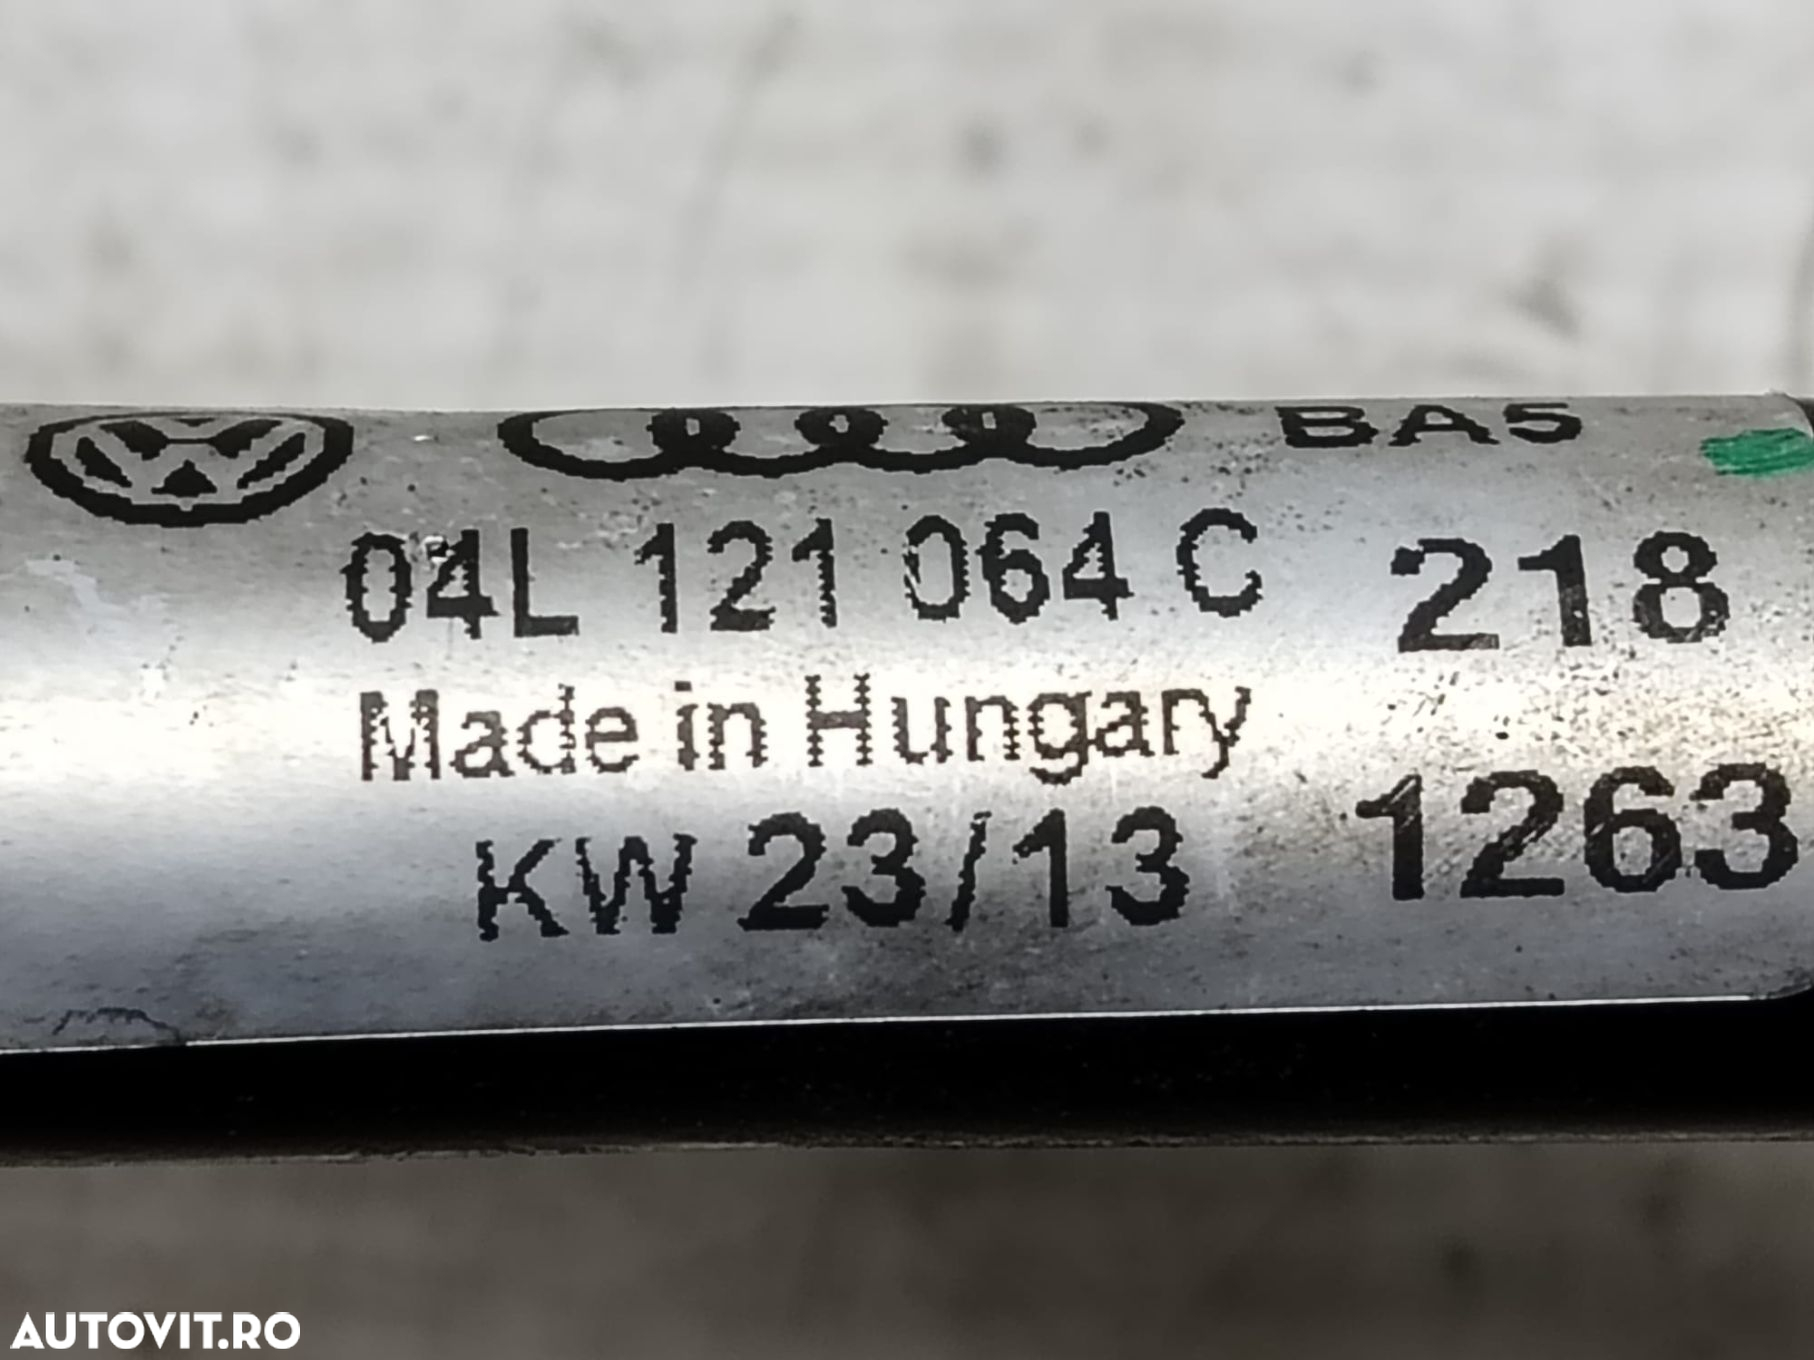 BA5
04L 121 064 C 218
Made in Hungary
KW 23/13 1263
AUTOVIT.RO